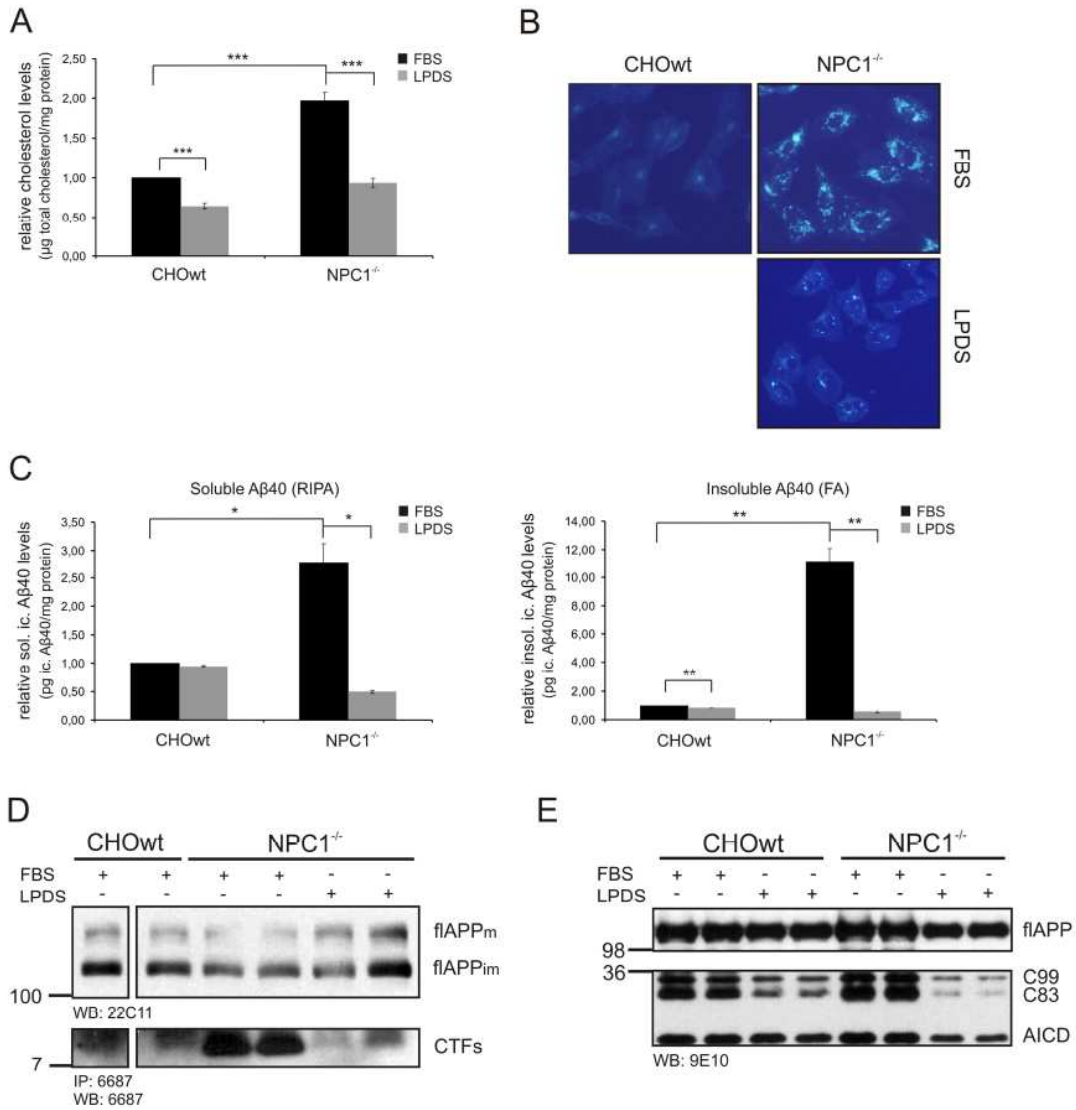 A
relative cholesterol levels
(µg total cholesterol/mg protein)
2,50
2,00
1,50
1,00
0,50
0,00
***
***
***
FBS
LPDS
CHOwt
NPC1-/-
B
CHOwt
NPC1-/-
FBS
LPDS
C
Soluble Aβ40 (RIPA)
relative sol. ic. Aβ40 levels
(pg ic. Aβ40/mg protein)
3,50
3,00
2,50
2,00
1,50
1,00
0,50
0,00
*
*
FBS
LPDS
CHOwt
NPC1-/-
Insoluble Aβ40 (FA)
relative insol. ic. Aβ40 levels
(pg ic. Aβ40/mg protein)
14,00
12,00
10,00
8,00
6,00
4,00
2,00
0,00
**
**
**
FBS
LPDS
CHOwt
NPC1-/-
D
CHOwt NPC1-/-
FBS + + + + - -
LPDS - - - - + +
flAPPm
flAPPim
100
WB: 22C11
CTFs
7
IP: 6687
WB: 6687
E
CHOwt NPC1-/-
FBS + + - - + + - -
LPDS - - + + - - + +
flAPP
98
36
C99
C83
AICD
WB: 9E10